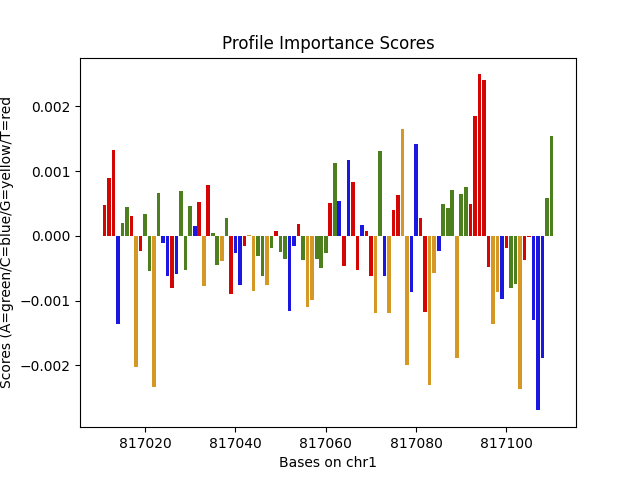 Profile Importance Scores
Scores (A=green/C=blue/G=yellow/T=red
0.002
0.001
0.000
−0.001
−0.002
817020 817040 817060 817080 817100
Bases on chr1